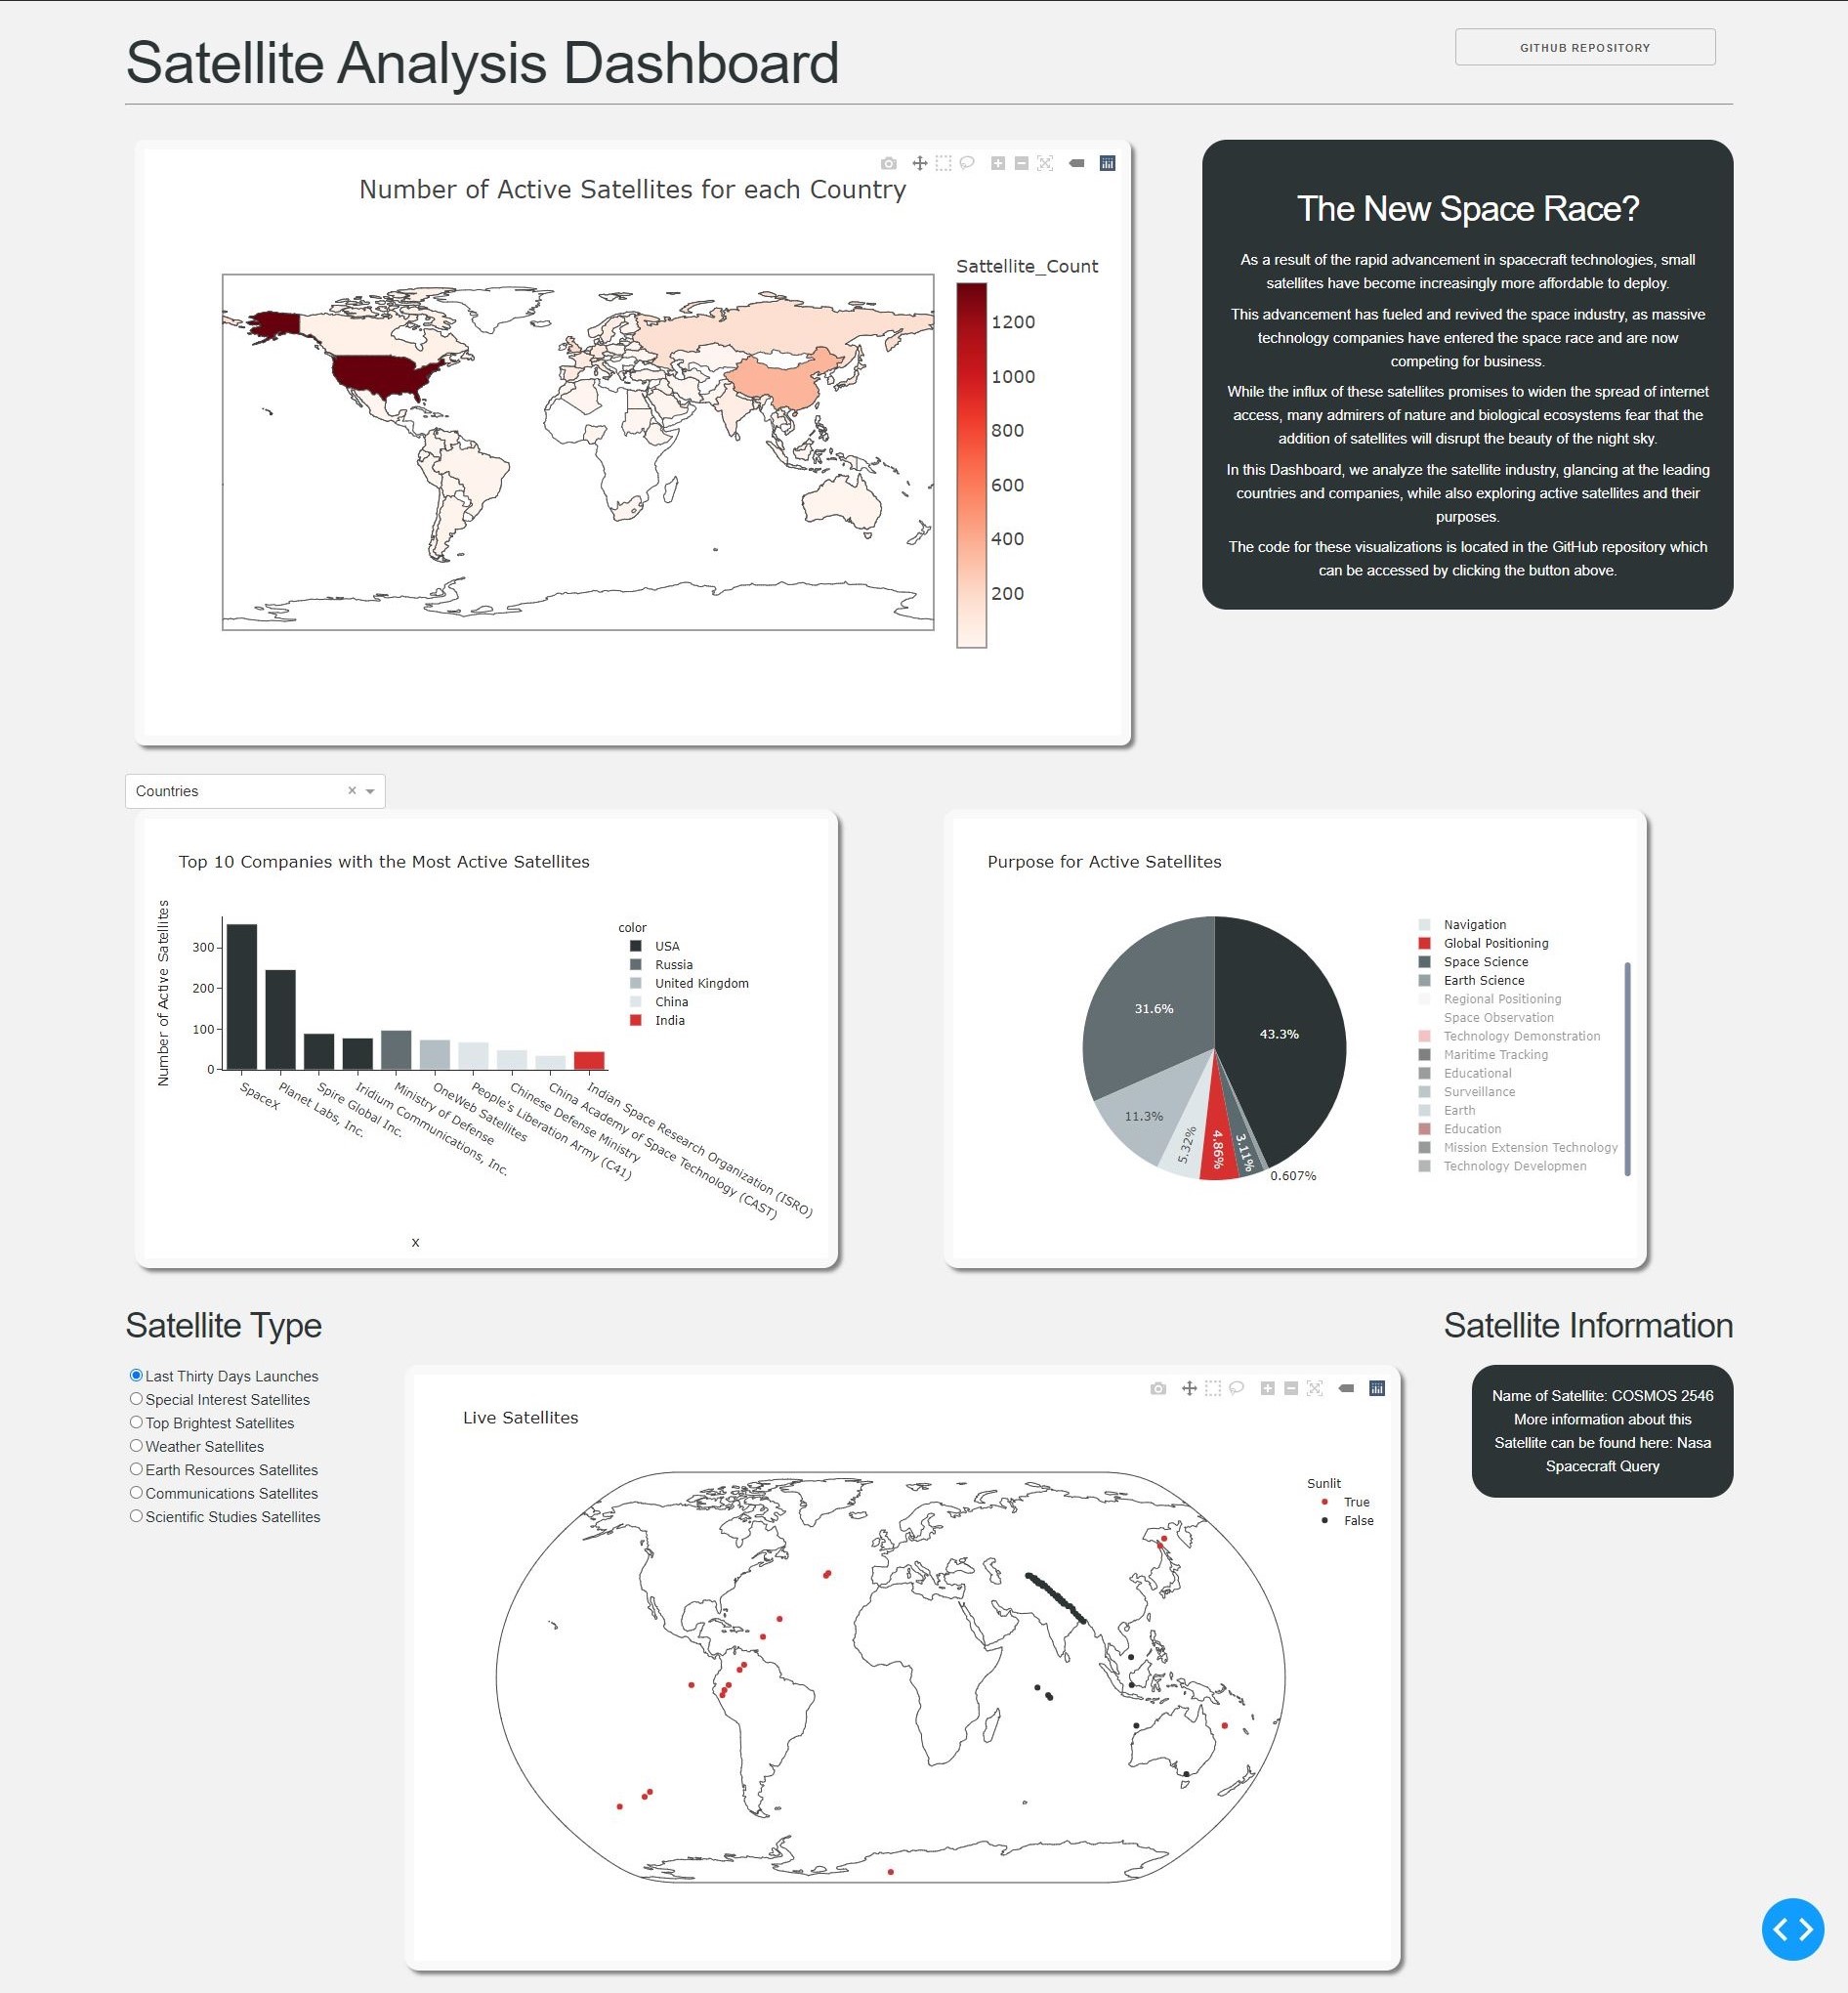 Satellite Analysis Dashboard
GITHUB REPOSITORY
Number of Active Satellites for each Country
Sattellite_Count
1200
1000
800
600
400
200
The New Space Race?
As a result of the rapid advancement in spacecraft technologies, small
satellites have become increasingly more affordable to deploy.
This advancement has fueled and revived the space industry, as massive
technology companies have entered the space race and are now
competing for business.
While the influx of these satellites promises to widen the spread of internet
access, many admirers of nature and biological ecosystems fear that the
addition of satellites will disrupt the beauty of the night sky.
In this Dashboard, we analyze the satellite industry, glancing at the leading
countries and companies, while also exploring active satellites and their
purposes.
The code for these visualizations is located in the GitHub repository which
can be accessed by clicking the button above.
Countries
Top 10 Companies with the Most Active Satellites
Number of Active Satellites
300
200
100
0
SpaceX
Planet Labs, Inc.
Spire Global Inc.
Iridium Communications, Inc.
Ministry of Defense
OneWeb Satellites
People's Liberation Army (C41)
Chinese Defense Ministry
China Academy of Space Technology (CAST)
Indian Space Research Organization (ISRO)
x
color
USA
Russia
United Kingdom
China
India
Purpose for Active Satellites
31.6%
43.3%
11.3%
5.32%
4.86%
3.11%
0.607%
Navigation
Global Positioning
Space Science
Earth Science
Regional Positioning
Space Observation
Technology Demonstration
Maritime Tracking
Educational
Surveillance
Earth
Education
Mission Extension Technology
Technology Developmen
Satellite Type
Last Thirty Days Launches
Special Interest Satellites
Top Brightest Satellites
Weather Satellites
Earth Resources Satellites
Communications Satellites
Scientific Studies Satellites
Live Satellites
Sunlit
True
False
Satellite Information
Name of Satellite: COSMOS 2546
More information about this
Satellite can be found here: Nasa
Spacecraft Query